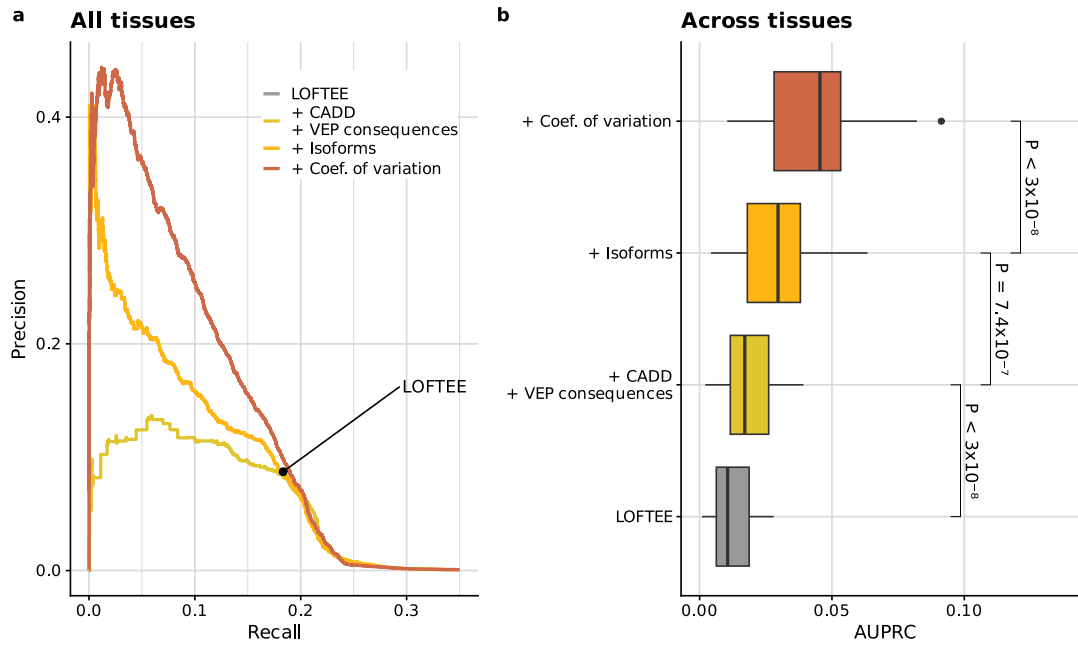 a
All tissues
0.4
0.2
0.0
Precision
0.0
0.1
0.2
0.3
Recall
LOFTEE
+ CADD
+ VEP consequences
+ Isoforms
+ Coef. of variation
LOFTEE
b
Across tissues
+ Coef. of variation
+ Isoforms
+ CADD
+ VEP consequences
LOFTEE
0.00
0.05
0.10
AUPRC
P < 3x10⁻⁸
P = 7.4x10⁻⁷
P < 3x10⁻⁸